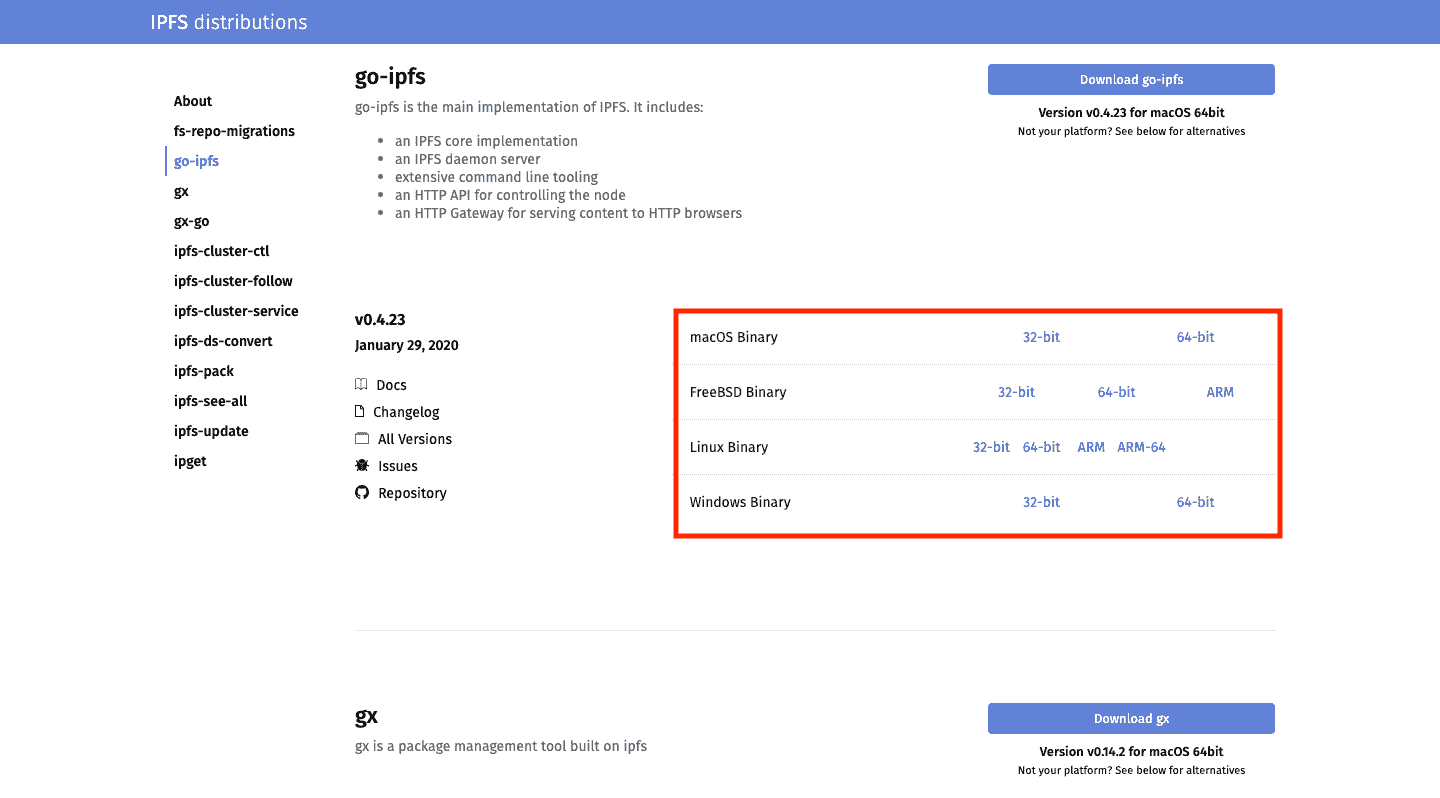 IPFS distributions
About
fs-repo-migrations
go-ipfs
gx
gx-go
ipfs-cluster-ctl
ipfs-cluster-follow
ipfs-cluster-service
ipfs-ds-convert
ipfs-pack
ipfs-see-all
ipfs-update
ipget
go-ipfs
go-ipfs is the main implementation of IPFS. It includes:
an IPFS core implementation
an IPFS daemon server
extensive command line tooling
an HTTP API for controlling the node
an HTTP Gateway for serving content to HTTP browsers
Download go-ipfs
Version v0.4.23 for macOS 64bit
Not your platform? See below for alternatives
v0.4.23
January 29, 2020
Docs
Changelog
All Versions
Issues
Repository
macOS Binary 32-bit 64-bit
FreeBSD Binary 32-bit 64-bit ARM
Linux Binary 32-bit 64-bit ARM ARM-64
Windows Binary 32-bit 64-bit
gx
gx is a package management tool built on ipfs
Download gx
Version v0.14.2 for macOS 64bit
Not your platform? See below for alternatives